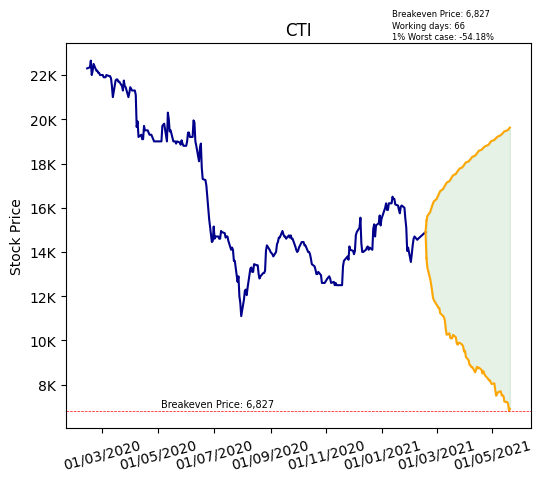 Breakeven Price: 6,827
Working days: 66
1% Worst case: -54.18%
CTI
Stock Price
22K
20K
18K
16K
14K
12K
10K
8K
Breakeven Price: 6,827
01/03/2020
01/05/2020
01/07/2020
01/09/2020
01/11/2020
01/01/2021
01/03/2021
01/05/2021